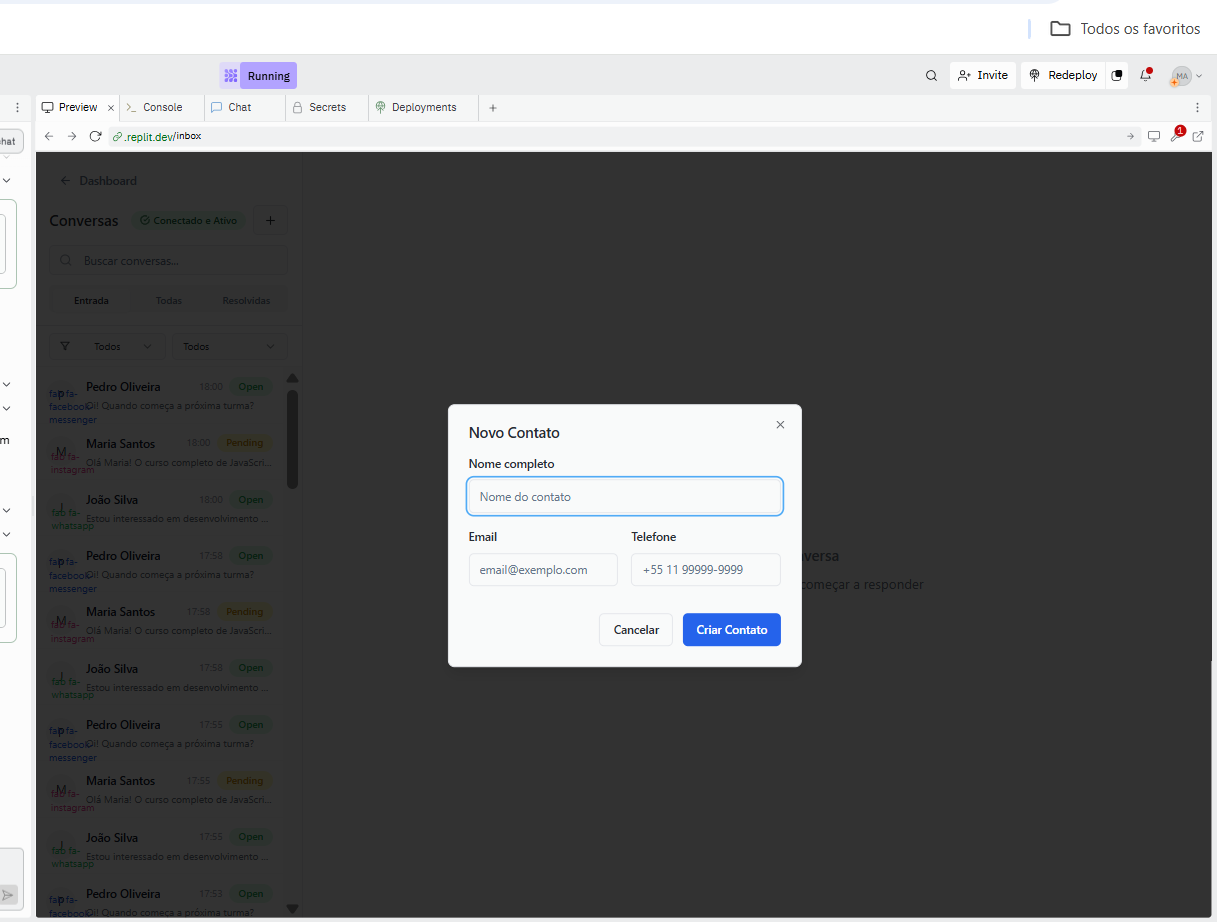 Todos os favoritos
Running
Invite
Redeploy
MA
Preview
Console
Chat
Secrets
Deployments
hat
.replit.dev/inbox
1
Dashboard
Conversas
Conectado e Ativo
Buscar conversas...
Entrada
Todas
Resolvidas
Todos
Todos
Pedro Oliveira 18:00 Open
fab fa-facebook-messenger
Oi! Quando começa a próxima turma?
Maria Santos 18:00 Pending
M
fab fa-instagram
Olá Maria! O curso completo de JavaScri...
m
João Silva 18:00 Open
J
fab fa-whatsapp
Estou interessado em desenvolvimento ...
Pedro Oliveira 17:58 Open
fab fa-facebook-messenger
Oi! Quando começa a próxima turma?
Maria Santos 17:58 Pending
M
fab fa-instagram
Olá Maria! O curso completo de JavaScri...
João Silva 17:58 Open
J
fab fa-whatsapp
Estou interessado em desenvolvimento ...
Pedro Oliveira 17:55 Open
fab fa-facebook-messenger
Oi! Quando começa a próxima turma?
Maria Santos 17:55 Pending
M
fab fa-instagram
Olá Maria! O curso completo de JavaScri...
João Silva 17:55 Open
J
fab fa-whatsapp
Estou interessado em desenvolvimento ...
Pedro Oliveira 17:53 Open
fab fa-facebook
Oi! Quando começa a próxima turma?
Novo Contato
Nome completo
Nome do contato
Email
Telefone
email@exemplo.com
+55 11 99999-9999
Cancelar
Criar Contato
versa
começar a responder